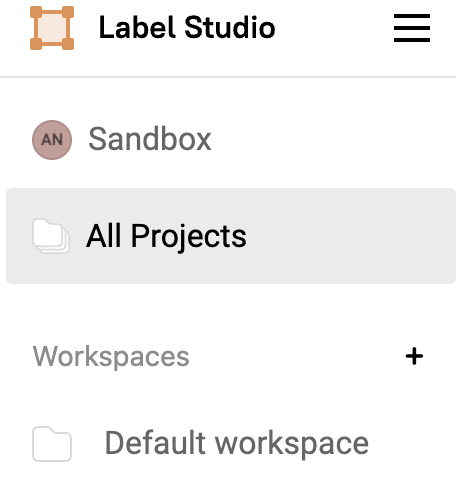 Label Studio
AN Sandbox
All Projects
Workspaces +
Default workspace